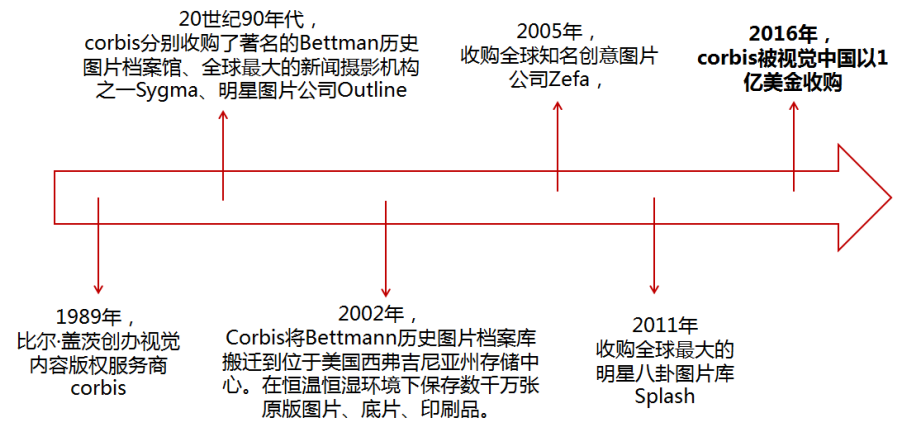 20世纪90年代，
corbis分别收购了著名的Bettman历史
图片档案馆、全球最大的新闻摄影机构
之一Sygma、明星图片公司Outline
2005年，
收购全球知名创意图片
公司Zefa，
2016年，
corbis被视觉中国以1
亿美金收购
1989年，
比尔·盖茨创办视觉
内容版权服务商
corbis
2002年，
Corbis将Bettmann历史图片档案库
搬迁到位于美国西弗吉尼亚州存储中
心。在恒温恒湿环境下保存数千万张
原版图片、底片、印刷品。
2011年
收购全球最大的
明星八卦图片库
Splash